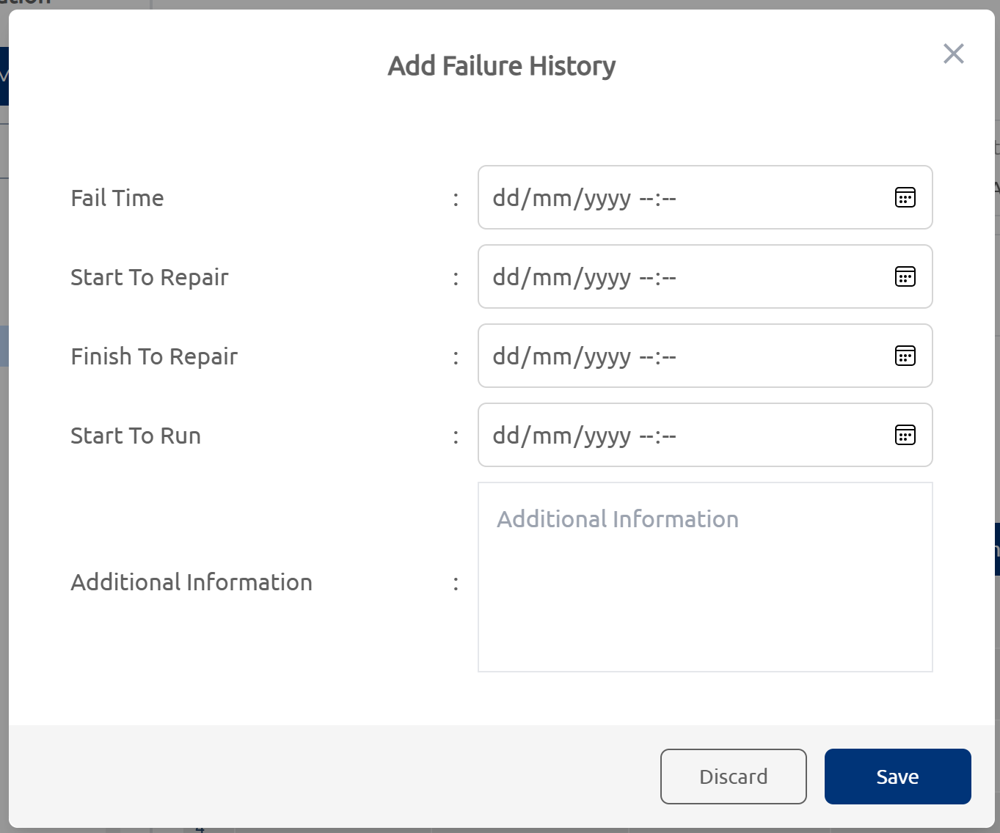 Add Failure History
Fail Time : dd/mm/yyyy --:--
Start To Repair : dd/mm/yyyy --:--
Finish To Repair : dd/mm/yyyy --:--
Start To Run : dd/mm/yyyy --:--
Additional Information
Additional Information :
Discard Save